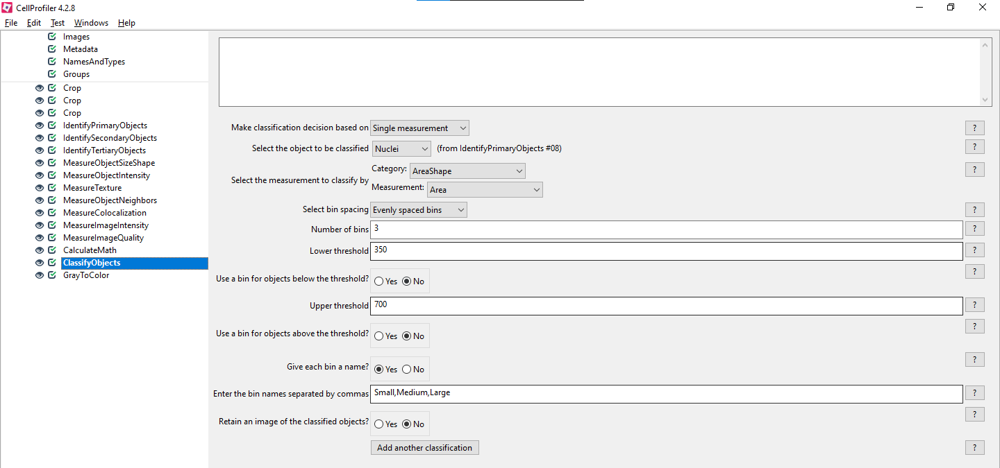 CellProfiler 4.2.8
File Edit Test Windows Help
Images
Metadata
NamesAndTypes
Groups
Crop
Crop
Crop
IdentifyPrimaryObjects
IdentifySecondaryObjects
IdentifyTertiaryObjects
MeasureObjectSizeShape
MeasureObjectIntensity
MeasureTexture
MeasureObjectNeighbors
MeasureColocalization
MeasureImageIntensity
MeasureImageQuality
CalculateMath
ClassifyObjects
GrayToColor
Make classification decision based on Single measurement ?
Select the object to be classified Nuclei (from IdentifyPrimaryObjects #08) ?
Select the measurement to classify by Category: AreaShape ?
Measurement: Area
Select bin spacing Evenly spaced bins ?
Number of bins 3 ?
Lower threshold 350 ?
Use a bin for objects below the threshold? Yes No ?
Upper threshold 700 ?
Use a bin for objects above the threshold? Yes No ?
Give each bin a name? Yes No ?
Enter the bin names separated by commas Small,Medium,Large ?
Retain an image of the classified objects? Yes No ?
Add another classification ?